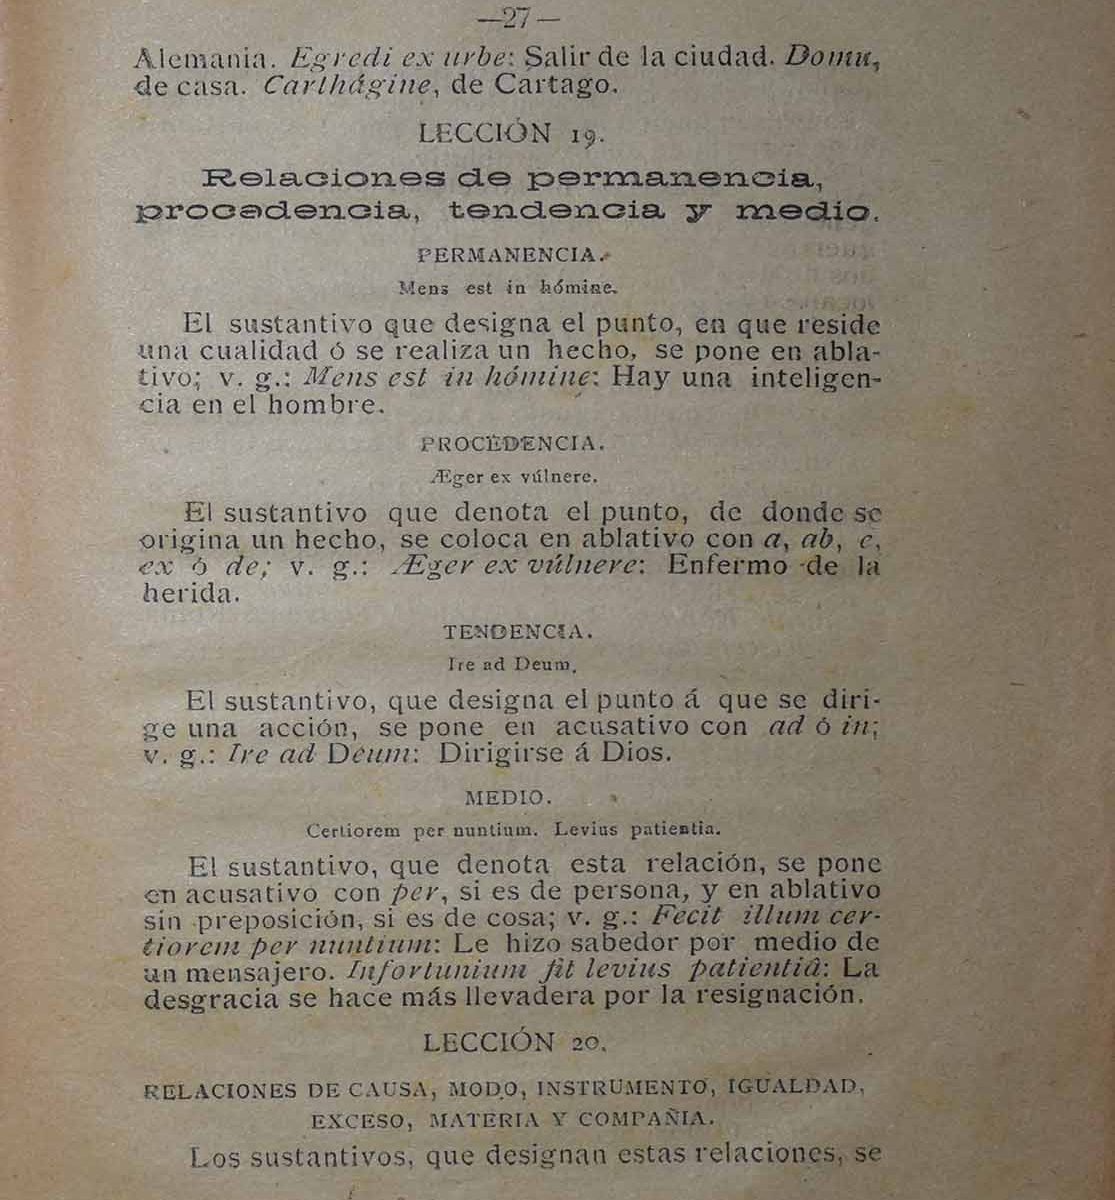 —27—
Alemania. Egredi ex urbe: Salir de la ciudad. Domu,
de casa. Carthágine, de Cartago.
LECCIÓN 19.
Relaciones de permanencia,
procedencia, tendencia y medio.
PERMANENCIA.
Mens est in hómine.
El sustantivo que designa el punto, en que reside
una cualidad ó se realiza un hecho, se pone en abla-
tivo; v. g.: Mens est in hómine: Hay una inteligen-
cia en el hombre.
PROCEDENCIA.
Æger ex vúlnere.
El sustantivo que denota el punto, de donde se
origina un hecho, se coloca en ablativo con a, ab, e,
ex ó de; v. g.: Æger ex vúlnere: Enfermo de la
herida.
TENDENCIA.
Ire ad Deum.
El sustantivo, que designa el punto á que se diri-
ge una acción, se pone en acusativo con ad ó in;
v. g.: Ire ad Deum: Dirigirse á Dios.
MEDIO.
Certiorem per nuntium. Levius patientia.
El sustantivo, que denota esta relación, se pone
en acusativo con per, si es de persona, y en ablativo
sin preposición, si es de cosa; v. g.: Fecit illum cer-
tiorem per nuntium: Le hizo sabedor por medio de
un mensajero. Infortunium fit levius patientiâ: La
desgracia se hace más llevadera por la resignación.
LECCIÓN 20.
RELACIONES DE CAUSA, MODO, INSTRUMENTO, IGUALDAD,
EXCESO, MATERIA Y COMPAÑIA.
Los sustantivos, que designan estas relaciones, se